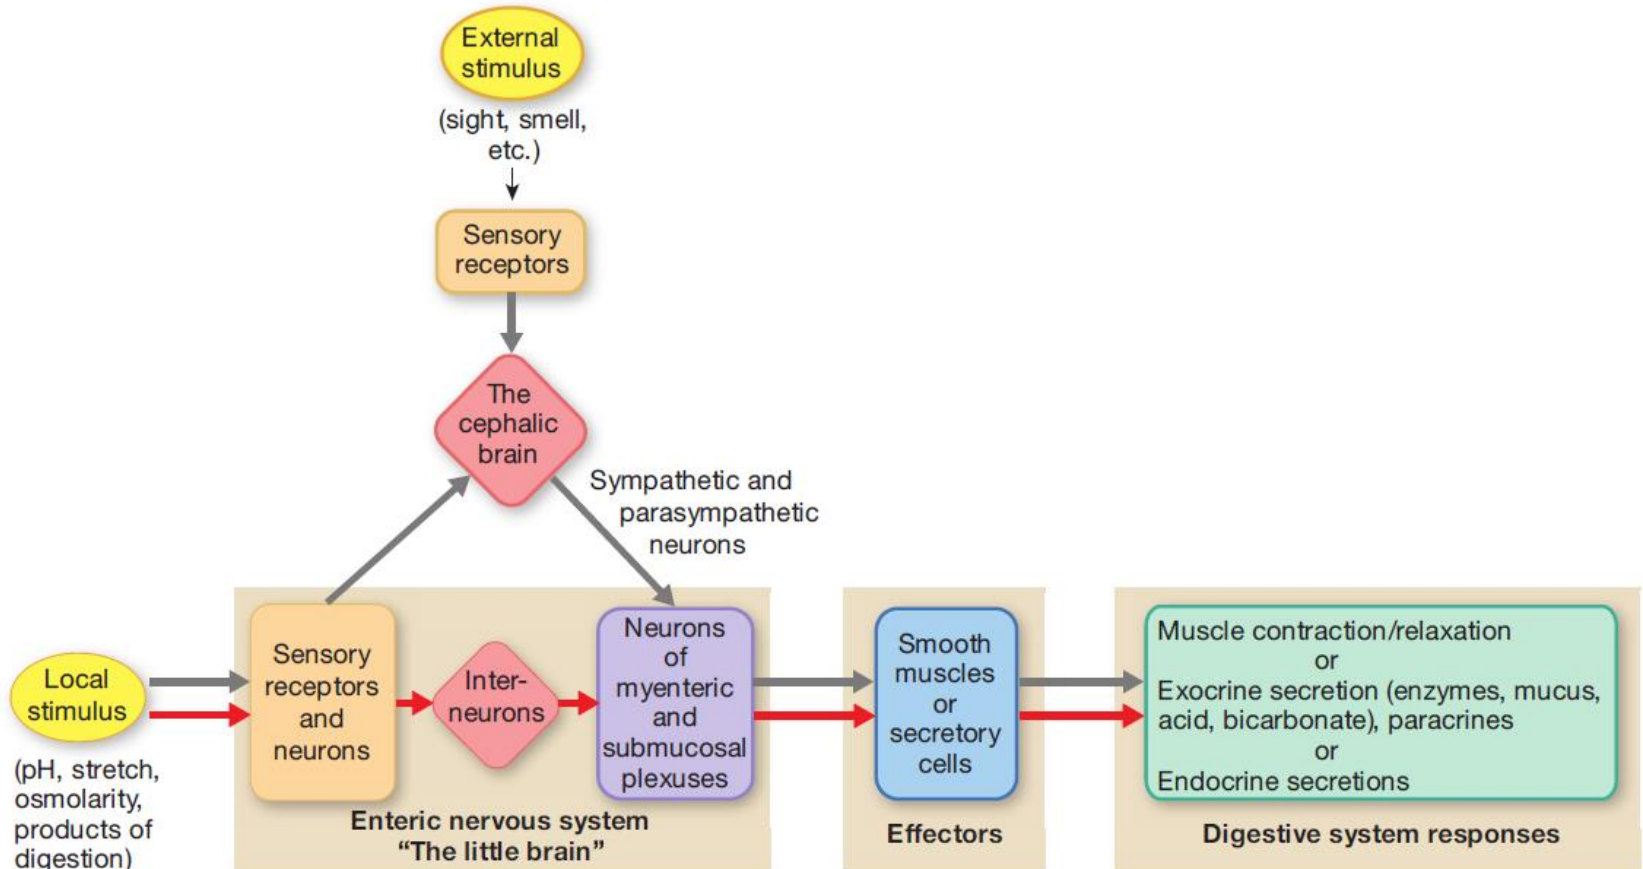 External
stimulus
(sight, smell,
etc.)
Sensory
receptors
The
cephalic
brain
Sympathetic and
parasympathetic
neurons
Local
stimulus
(pH, stretch,
osmolarity,
products of
digestion)
Sensory
receptors
and
neurons
Inter-
neurons
Neurons
of
myenteric
and
submucosal
plexuses
Enteric nervous system
“The little brain”
Smooth
muscles
or
secretory
cells
Effectors
Muscle contraction/relaxation
or
Exocrine secretion (enzymes, mucus,
acid, bicarbonate), paracrines
or
Endocrine secretions
Digestive system responses